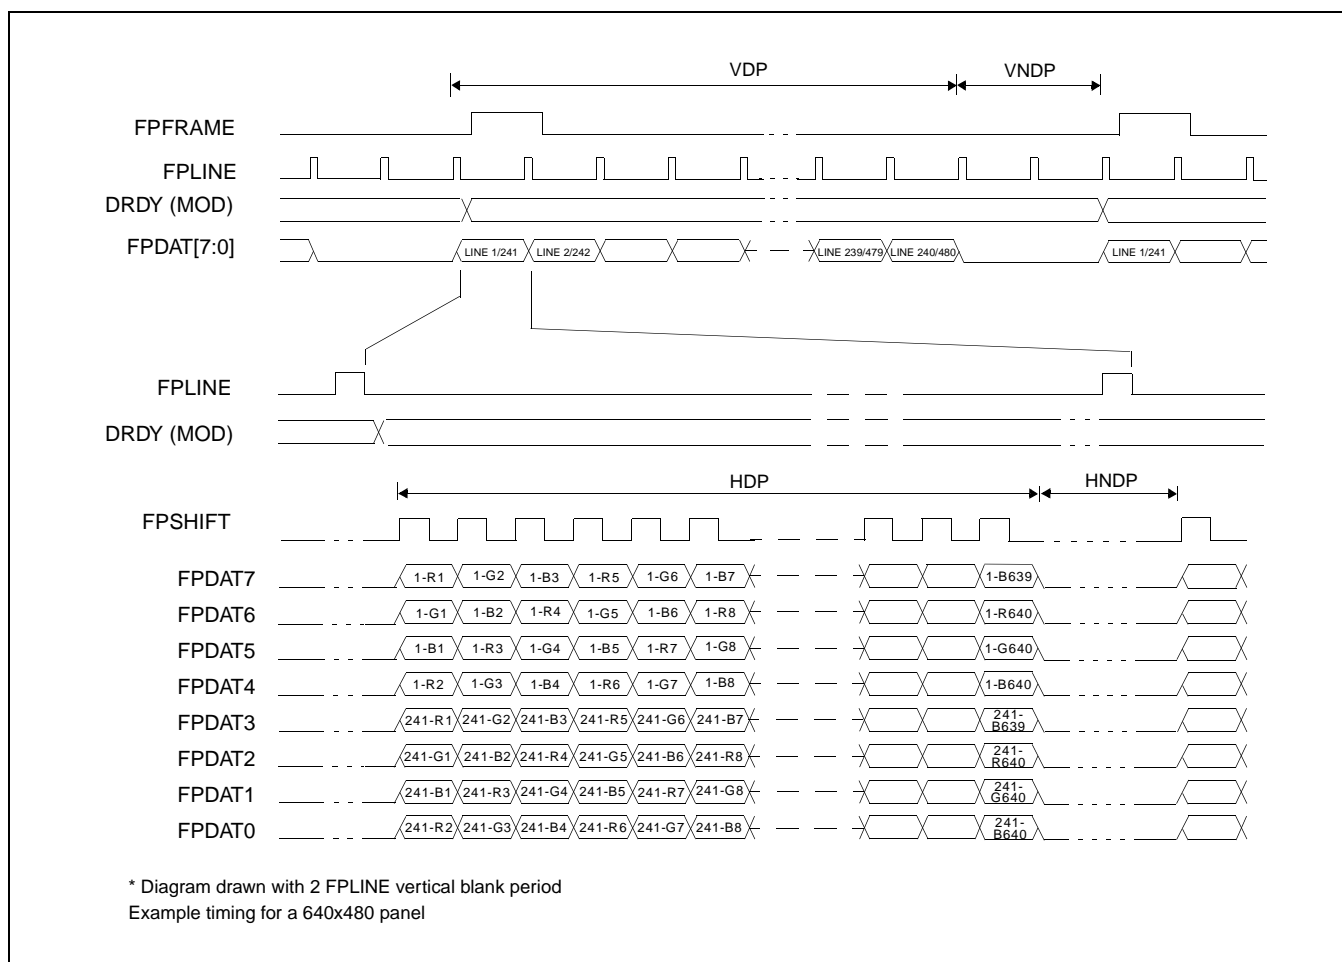 VDP VNDP
FPFRAME
FPLINE
DRDY (MOD)
FPDAT[7:0] LINE 1/241 LINE 2/242 LINE 239/479 LINE 240/480 LINE 1/241
FPLINE
DRDY (MOD)
HDP HNDP
FPSHIFT
FPDAT7 1-R1 1-G2 1-B3 1-R5 1-G6 1-B7 1-B639
FPDAT6 1-G1 1-B2 1-R4 1-G5 1-B6 1-R8 1-R640
FPDAT5 1-B1 1-R3 1-G4 1-B5 1-R7 1-G8 1-G640
FPDAT4 1-R2 1-G3 1-B4 1-R6 1-G7 1-B8 1-B640
FPDAT3 241-R1 241-G2 241-B3 241-R5 241-G6 241-B7 241-B639
FPDAT2 241-G1 241-B2 241-R4 241-G5 241-B6 241-R8 241-R640
FPDAT1 241-B1 241-R3 241-G4 241-B5 241-R7 241-G8 241-G640
FPDAT0 241-R2 241-G3 241-B4 241-R6 241-G7 241-B8 241-B640
* Diagram drawn with 2 FPLINE vertical blank period
Example timing for a 640x480 panel